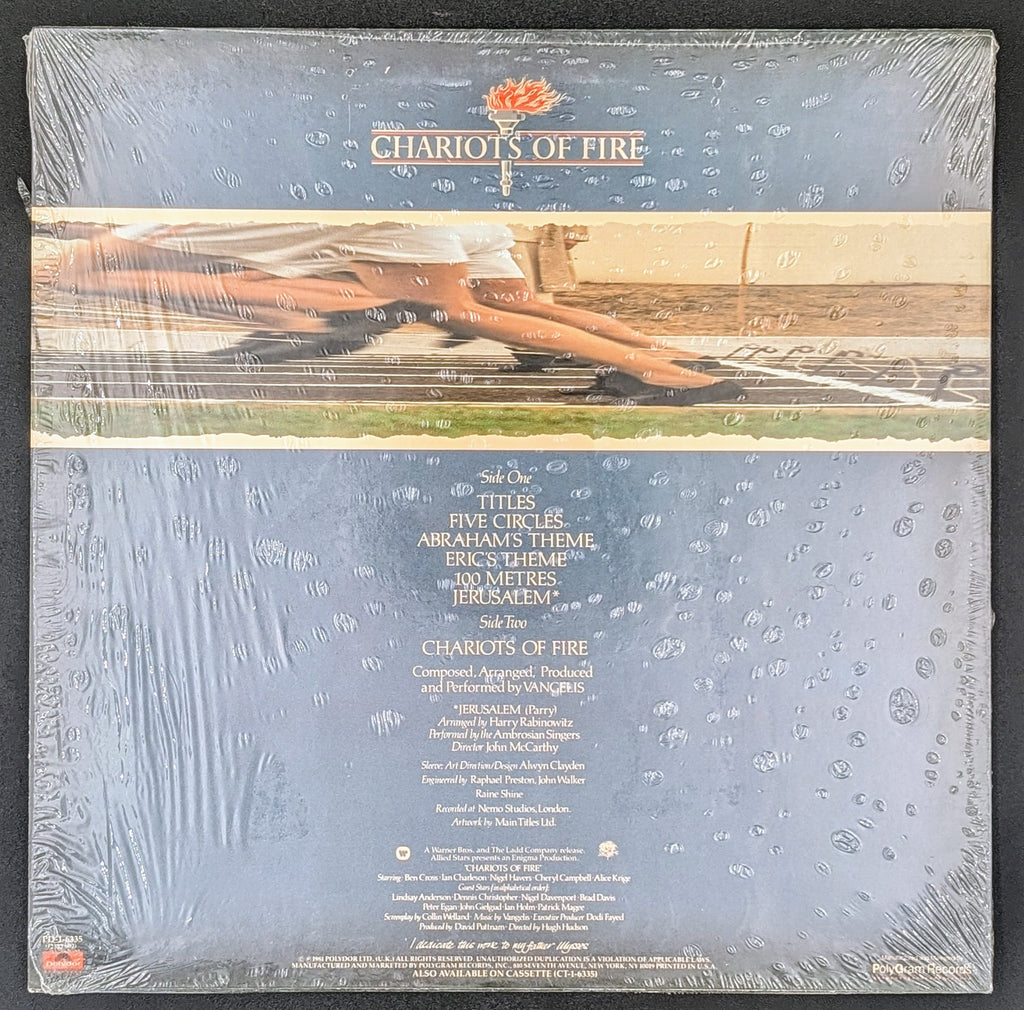 CHARIOTS OF FIRE
Side One
TITLES
FIVE CIRCLES
ABRAHAM'S THEME
ERIC'S THEME
100 METRES
JERUSALEM*
Side Two
CHARIOTS OF FIRE
Composed, Arranged, Produced
and Performed by VANGELIS
*JERUSALEM (Parry)
Arranged by Harry Rabinowitz
Performed by the Ambrosian Singers
Director John McCarthy
Sleeve: Art Direction/Design Alwyn Clayden
Engineered by Raphael Preston, John Walker
Raine Shine
Recorded at Nemo Studios, London.
Artwork by Main Titles Ltd.
A Warner Bros. and The Ladd Company release.
Allied Stars presents an Enigma Production.
'CHARIOTS OF FIRE'
Starring: Ben Cross · Ian Charleson · Nigel Havers · Cheryl Campbell · Alice Krige
Guest Stars (in alphabetical order):
Lindsay Anderson · Dennis Christopher · Nigel Davenport · Brad Davis
Peter Egan · John Gielgud · Ian Holm · Patrick Magee
Screenplay by Collin Welland · Music by Vangelis · Executive Producer Dodi Fayed
Produced by David Puttnam · Directed by Hugh Hudson
I dedicate this work to my father Ulysses
PD-1-6335
polydor
© ℗ 1981 POLYDOR LTD. (U.K.) ALL RIGHTS RESERVED. UNAUTHORIZED DUPLICATION IS A VIOLATION OF APPLICABLE LAWS.
MANUFACTURED AND MARKETED BY POLYGRAM RECORDS, INC., 810 SEVENTH AVENUE, NEW YORK, NY 10019 PRINTED IN U.S.A.
ALSO AVAILABLE ON CASSETTE (CT-1-6335)
Manufactured and Marketed by
PolyGram Records